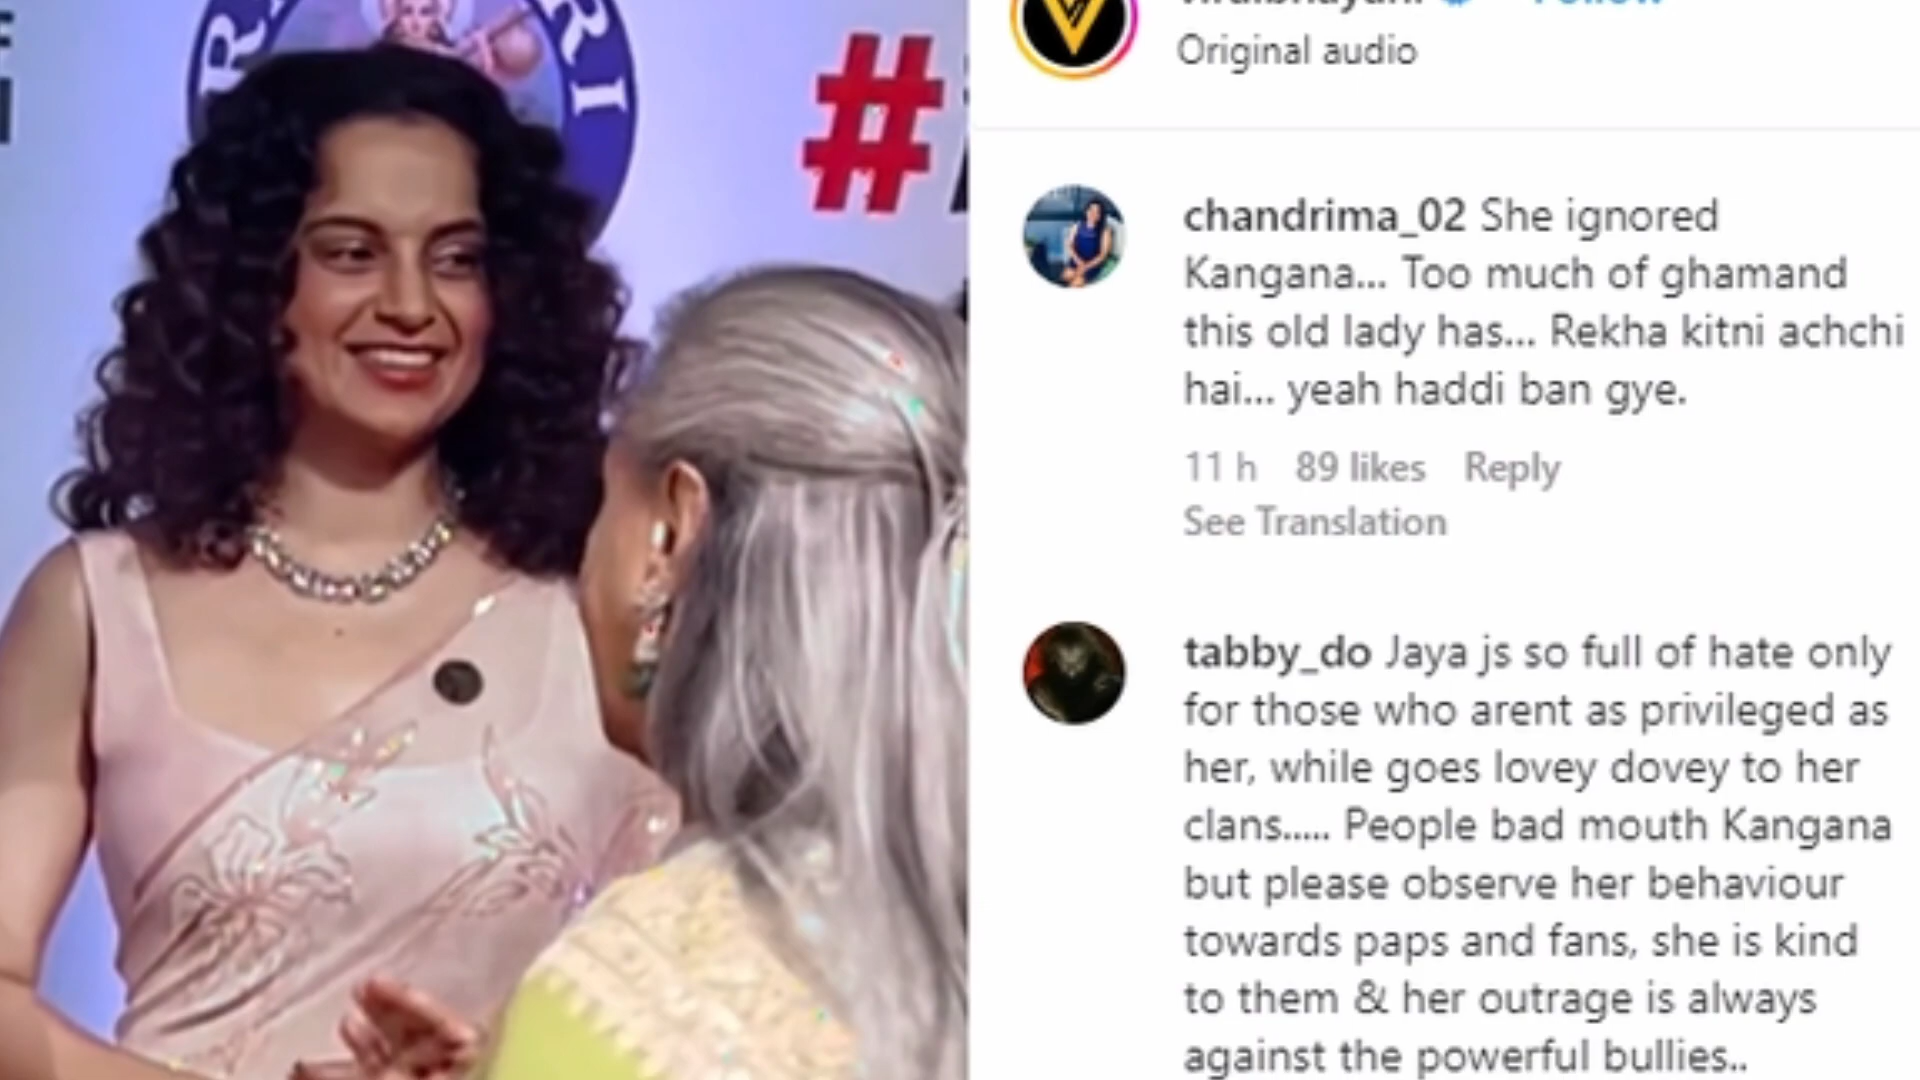 RI
#
Original audio
chandrima_02 She ignored
Kangana... Too much of ghamand
this old lady has... Rekha kitni achchi
hai... yeah haddi ban gye.
11 h 89 likes Reply
See Translation
tabby_do Jaya js so full of hate only
for those who arent as privileged as
her, while goes lovey dovey to her
clans..... People bad mouth Kangana
but please observe her behaviour
towards paps and fans, she is kind
to them & her outrage is always
against the powerful bullies..